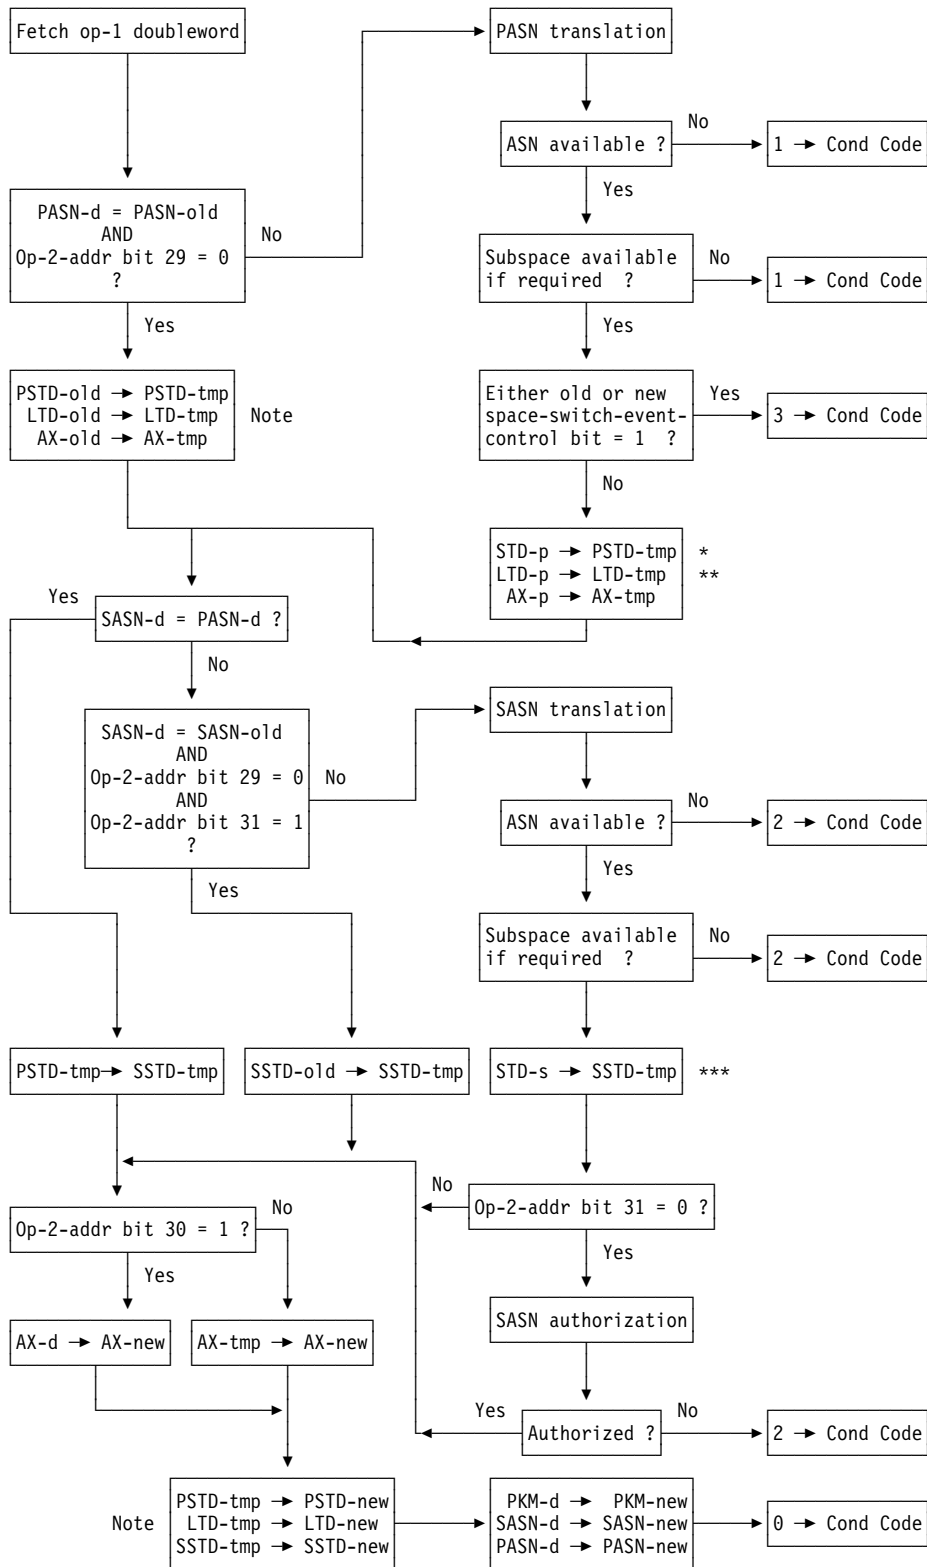 Fetch op-1 doubleword
PASN translation
ASN available ?
No
1 → Cond Code
Yes
PASN-d = PASN-old
AND
Op-2-addr bit 29 = 0
?
No
Subspace available
if required ?
No
1 → Cond Code
Yes
Yes
PSTD-old → PSTD-tmp
LTD-old → LTD-tmp
AX-old → AX-tmp
Note
Either old or new
space-switch-event-
control bit = 1 ?
Yes
3 → Cond Code
No
STD-p → PSTD-tmp *
LTD-p → LTD-tmp **
AX-p → AX-tmp
Yes
SASN-d = PASN-d ?
No
SASN translation
SASN-d = SASN-old
AND
Op-2-addr bit 29 = 0
AND
Op-2-addr bit 31 = 1
?
No
ASN available ?
No
2 → Cond Code
Yes
Yes
Subspace available
if required ?
No
2 → Cond Code
Yes
PSTD-tmp → SSTD-tmp
SSTD-old → SSTD-tmp
STD-s → SSTD-tmp ***
No
Op-2-addr bit 31 = 0 ?
Yes
Op-2-addr bit 30 = 1 ?
No
Yes
SASN authorization
AX-d → AX-new
AX-tmp → AX-new
Yes
Authorized ?
No
2 → Cond Code
Note
PSTD-tmp → PSTD-new
LTD-tmp → LTD-new
SSTD-tmp → SSTD-new
PKM-d → PKM-new
SASN-d → SASN-new
PASN-d → PASN-new
0 → Cond Code